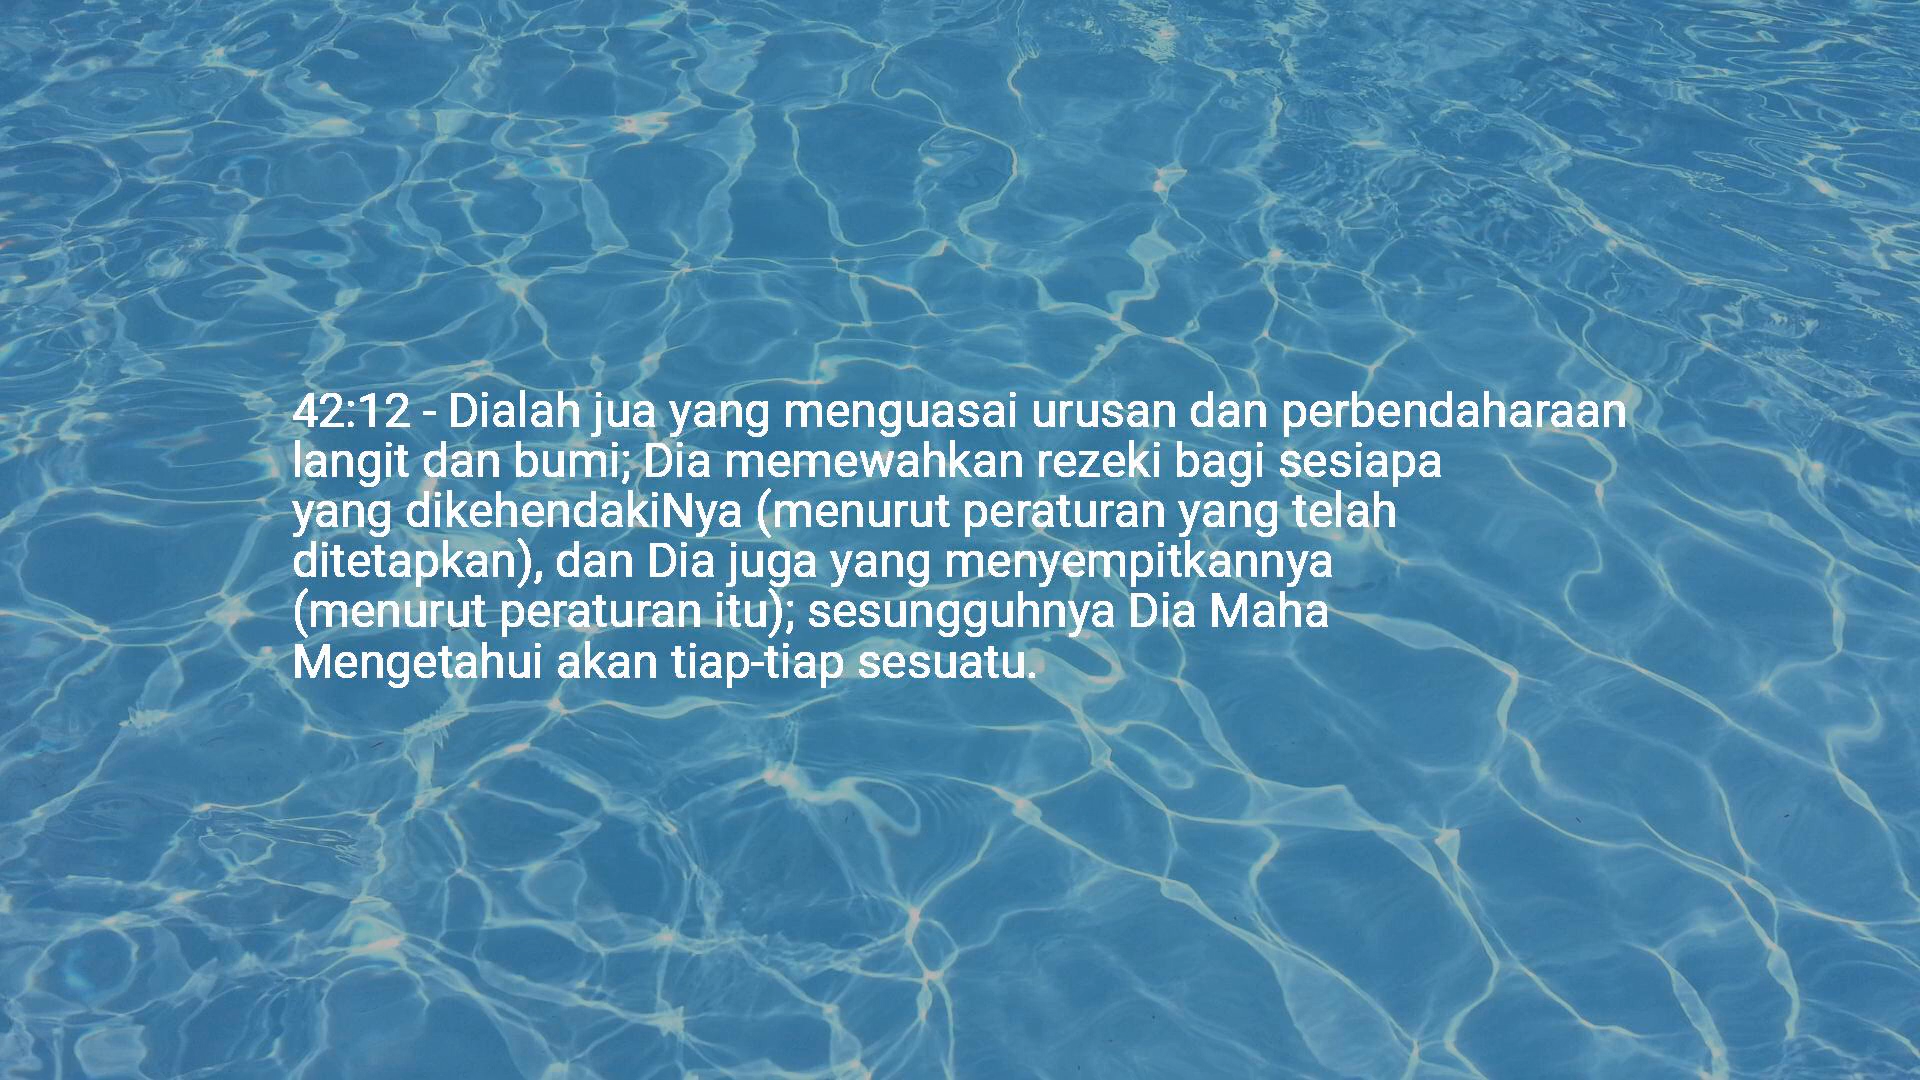 42:12 - Dialah jua yang menguasai urusan dan perbendaharaan
langit dan bumi; Dia memewahkan rezeki bagi sesiapa
yang dikehendakiNya (menurut peraturan yang telah
ditetapkan), dan Dia juga yang menyempitkannya
(menurut peraturan itu); sesungguhnya Dia Maha
Mengetahui akan tiap-tiap sesuatu.